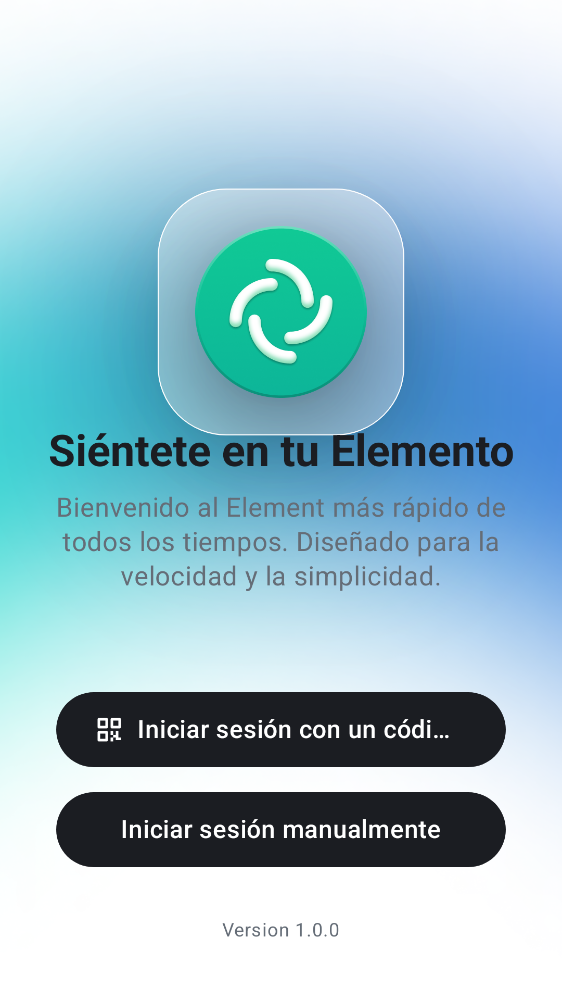 Siéntete en tu Elemento
Bienvenido al Element más rápido de
todos los tiempos. Diseñado para la
velocidad y la simplicidad.
Iniciar sesión con un códi…
Iniciar sesión manualmente
Version 1.0.0